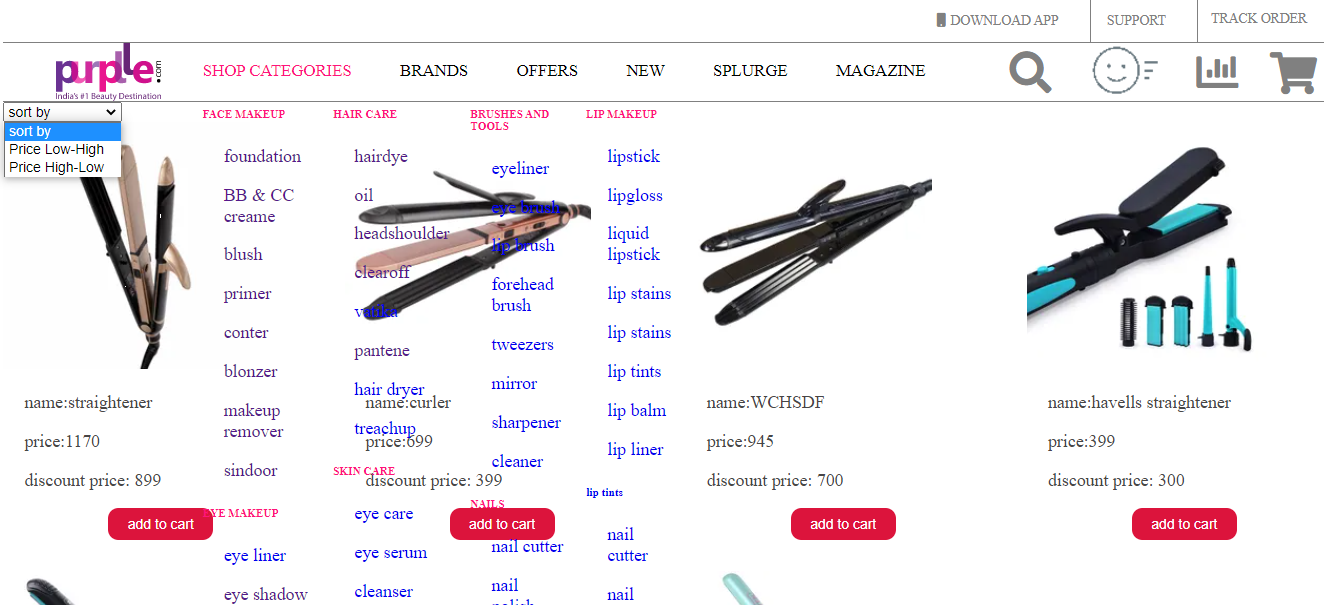 DOWNLOAD APP
SUPPORT
TRACK ORDER
purplle.com
India's #1 Beauty Destination
SHOP CATEGORIES
BRANDS
OFFERS
NEW
SPLURGE
MAGAZINE
sort by
sort by
Price Low-High
Price High-Low
FACE MAKEUP
foundation
BB & CC
creame
blush
primer
conter
blonzer
makeup
remover
sindoor
EYE MAKEUP
eye liner
eye shadow
HAIR CARE
hairdye
oil
headshoulder
clearoff
vatika
pantene
hair dryer
treachup
SKIN CARE
eye care
eye serum
cleanser
BRUSHES AND
TOOLS
eyeliner
eye brush
lip brush
forehead
brush
tweezers
mirror
sharpener
cleaner
NAILS
nail cutter
nail
polish
LIP MAKEUP
lipstick
lipgloss
liquid
lipstick
lip stains
lip stains
lip tints
lip balm
lip liner
lip tints
nail
cutter
nail
name:straightener
price:1170
discount price: 899
add to cart
name:curler
price:699
discount price: 399
add to cart
name:WCHSDF
price:945
discount price: 700
add to cart
name:havells straightener
price:399
discount price: 300
add to cart